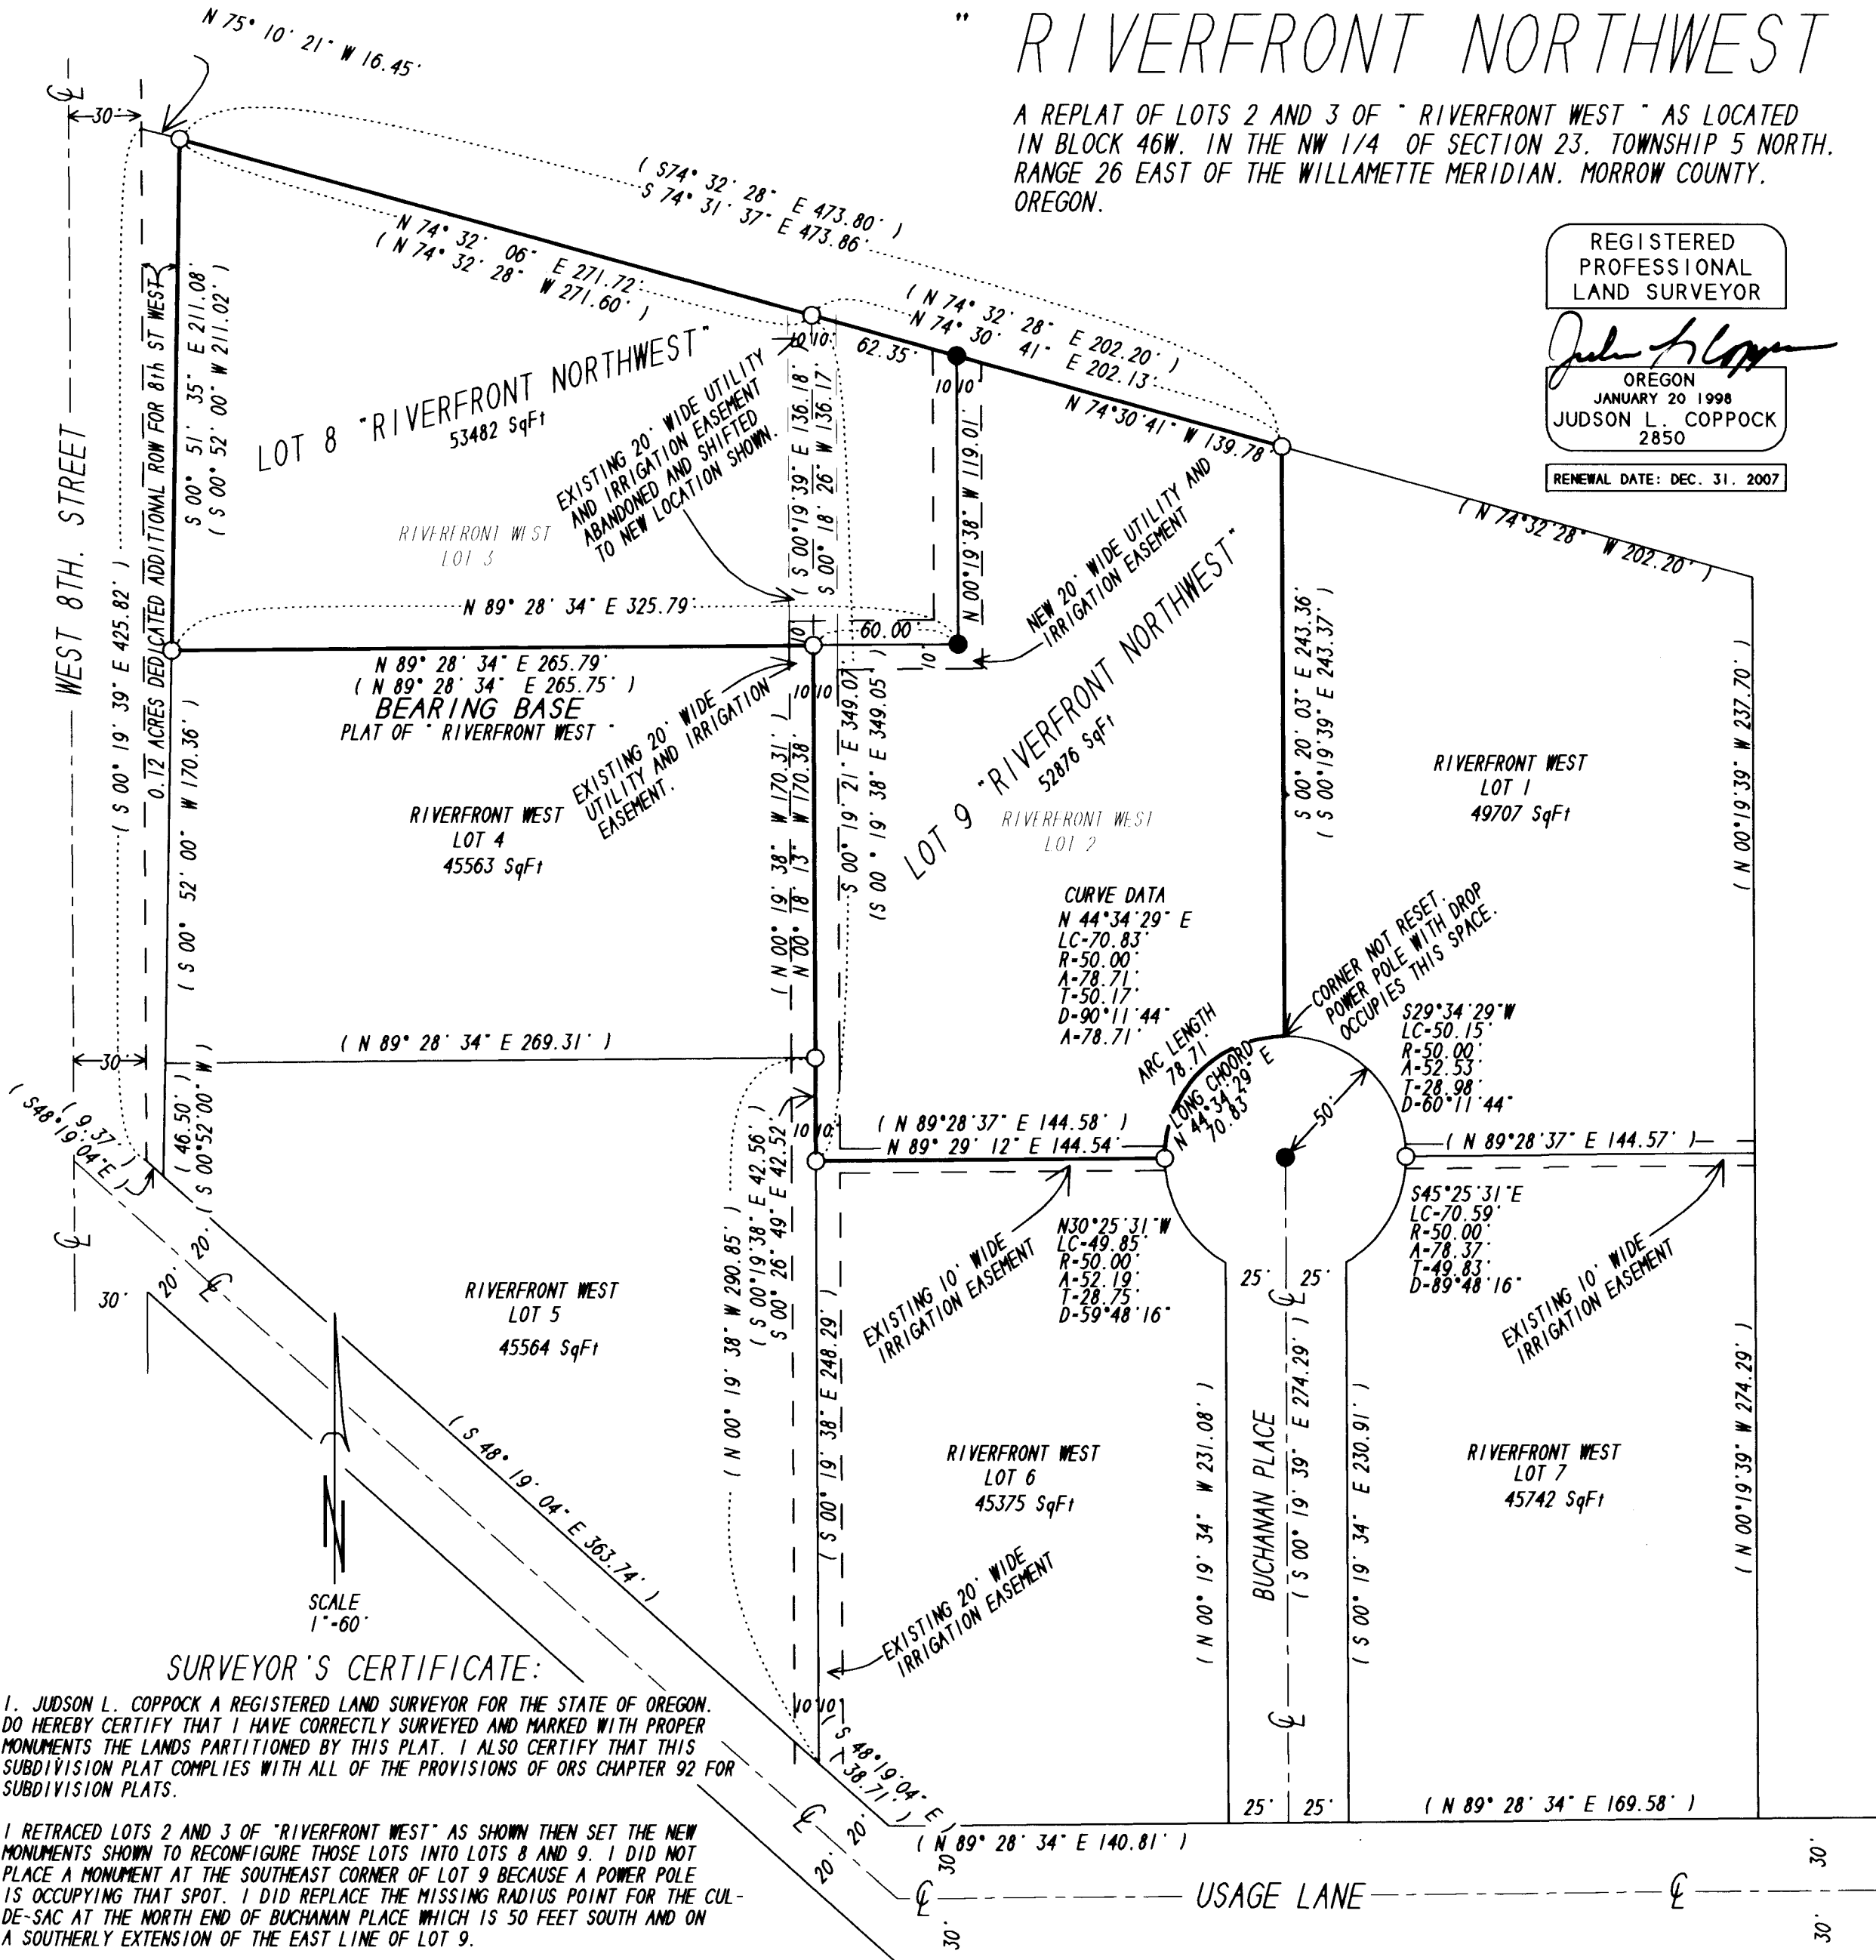 " RIVERFRONT NORTHWEST
A REPLAT OF LOTS 2 AND 3 OF " RIVERFRONT WEST " AS LOCATED
IN BLOCK 46W. IN THE NW 1/4 OF SECTION 23. TOWNSHIP 5 NORTH.
RANGE 26 EAST OF THE WILLAMETTE MERIDIAN. MORROW COUNTY.
OREGON.
REGISTERED
PROFESSIONAL
LAND SURVEYOR
OREGON
JANUARY 20 1998
JUDSON L. COPPOCK
2850
RENEWAL DATE: DEC. 31. 2007
N 75° 10' 21" W 16.45'
30'
( S74° 32' 28" E 473.80' )
S 74° 31' 37" E 473.86'
N 74° 32' 06" E 271.72'
( N 74° 32' 28" W 271.60' )
( N 74° 32' 28" E 202.20' )
N 74° 30' 41" E 202.13'
10' 10'
62.35'
10' 10'
N 74°30'41" W 139.78'
( N 74°32'28" W 202.20' )
WEST 8TH. STREET
( S 00° 19' 39" E 425.82' )
0.12 ACRES DEDICATED ADDITIONAL ROW FOR 8th ST WEST
S 00° 51' 35" E 211.08'
( S 00° 52' 00" W 211.02' )
LOT 8 "RIVERFRONT NORTHWEST"
53482 SqFt
RIVERFRONT WEST
LOT 3
EXISTING 20' WIDE UTILITY
AND IRRIGATION EASEMENT
ABANDONED AND SHIFTED
TO NEW LOCATION SHOWN.
( S 00°19'39" E 136.18'
S 00° 18' 26" W 136.17'
N 00°19'38" W 119.01'
NEW 20' WIDE UTILITY AND
IRRIGATION EASEMENT
N 89° 28' 34" E 325.79'
10'
60.00'
10'
N 89° 28' 34" E 265.79'
( N 89° 28' 34" E 265.75' )
BEARING BASE
PLAT OF " RIVERFRONT WEST "
EXISTING 20' WIDE
UTILITY AND IRRIGATION
EASEMENT.
10' 10'
RIVERFRONT WEST
LOT 4
45563 SqFt
( S 00° 52' 00" W 170.36' )
( N 00° 19' 38" W 170.31' )
N 00° 18' 13" W 170.38'
S 00° 19' 21" E 349.07'
(S 00° 19' 38" E 349.05' )
LOT 9 "RIVERFRONT NORTHWEST"
52876 SqFt
RIVERFRONT WEST
LOT 2
S 00° 20' 03" E 243.36'
( S 00°19'39" E 243.37' )
RIVERFRONT WEST
LOT 1
49707 SqFt
( N 00°19'39" W 237.70' )
CURVE DATA
N 44°34'29" E
LC-70.83'
R-50.00'
A-78.71'
T-50.17'
D-90°11'44"
A-78.71'
CORNER NOT RESET.
POWER POLE WITH DROP
OCCUPIES THIS SPACE.
S29°34'29"W
LC-50.15'
R-50.00'
A-52.53'
T-28.98'
D-60°11'44"
ARC LENGTH
78.71'
LONG CHOORD
N 44°34'29" E
70.83'
50'
( N 89° 28' 34" E 269.31' )
30'
( 9.37' )
( S48°19'04"E )
( 46.50' )
( S 00°52'00" W )
10' 10'
( N 89°28'37" E 144.58' )
N 89° 29' 12" E 144.54'
( N 89°28'37" E 144.57' )
( N 00° 19' 38" W 290.85' )
( S 00°19'38" E 42.56' )
S 00° 26' 49" E 42.52'
N30°25'31"W
LC-49.85'
R-50.00'
A-52.19'
T-28.75'
D-59°48'16"
S45°25'31"E
LC-70.59'
R-50.00'
A-78.37'
T-49.83'
D-89°48'16"
EXISTING 10' WIDE
IRRIGATION EASEMENT
EXISTING 10' WIDE
IRRIGATION EASEMENT
20'
20'
30'
25' 25'
RIVERFRONT WEST
LOT 5
45564 SqFt
( S 48° 19' 04" E 363.74' )
( S 00° 19' 38" E 248.29' )
RIVERFRONT WEST
LOT 6
45375 SqFt
( N 00° 19' 34" W 231.08' )
BUCHANAN PLACE
( S 00° 19' 39" E 274.29' )
( S 00° 19' 34" E 230.91' )
RIVERFRONT WEST
LOT 7
45742 SqFt
( N 00°19'39" W 274.29' )
EXISTING 20' WIDE
IRRIGATION EASEMENT
N
SCALE
1"-60'
10' 10'
( S 48°19'04" E )
( 38.71' )
25' 25'
( N 89° 28' 34" E 169.58' )
( N 89° 28' 34" E 140.81' )
20'
20'
30'
30'
USAGE LANE
30'
30'
SURVEYOR'S CERTIFICATE:
I. JUDSON L. COPPOCK A REGISTERED LAND SURVEYOR FOR THE STATE OF OREGON.
DO HEREBY CERTIFY THAT I HAVE CORRECTLY SURVEYED AND MARKED WITH PROPER
MONUMENTS THE LANDS PARTITIONED BY THIS PLAT. I ALSO CERTIFY THAT THIS
SUBDIVISION PLAT COMPLIES WITH ALL OF THE PROVISIONS OF ORS CHAPTER 92 FOR
SUBDIVISION PLATS.
I RETRACED LOTS 2 AND 3 OF "RIVERFRONT WEST" AS SHOWN THEN SET THE NEW
MONUMENTS SHOWN TO RECONFIGURE THOSE LOTS INTO LOTS 8 AND 9. I DID NOT
PLACE A MONUMENT AT THE SOUTHEAST CORNER OF LOT 9 BECAUSE A POWER POLE
IS OCCUPYING THAT SPOT. I DID REPLACE THE MISSING RADIUS POINT FOR THE CUL-
DE-SAC AT THE NORTH END OF BUCHANAN PLACE WHICH IS 50 FEET SOUTH AND ON
A SOUTHERLY EXTENSION OF THE EAST LINE OF LOT 9.